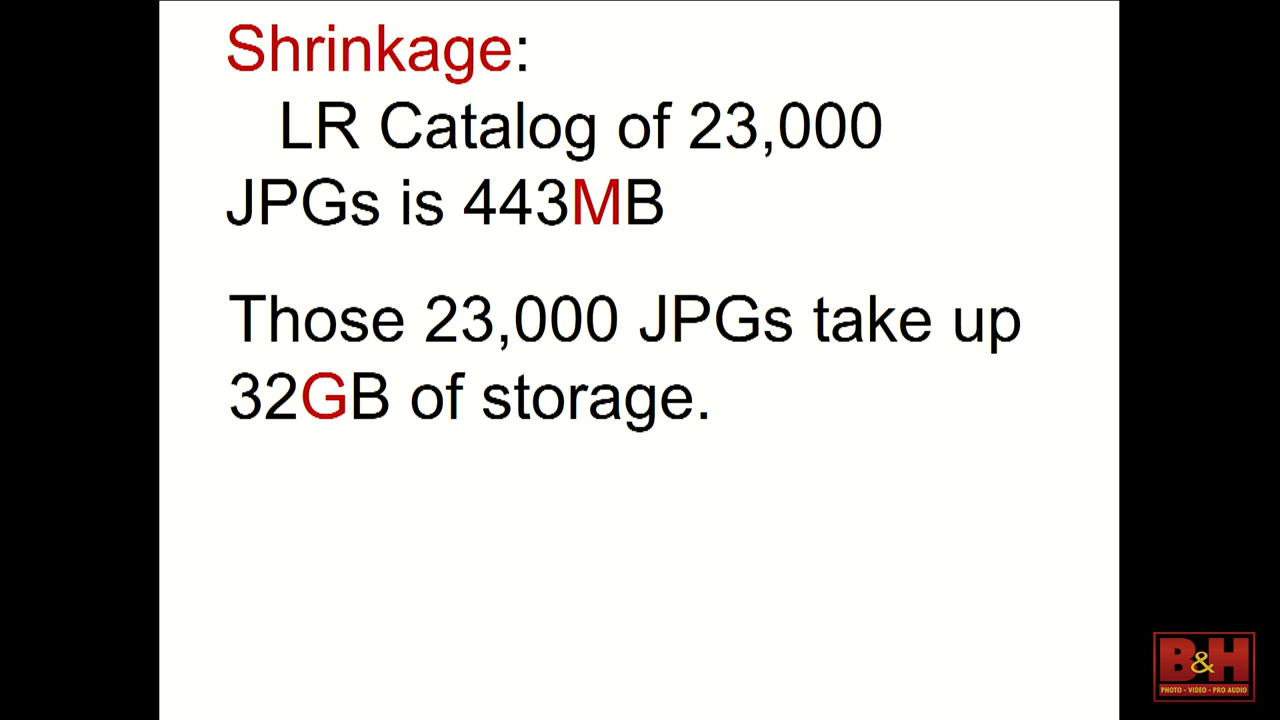 Shrinkage:
LR Catalog of 23,000
JPGs is 443MB
Those 23,000 JPGs take up
32GB of storage.
B&H
PHOTO - VIDEO - PRO AUDIO